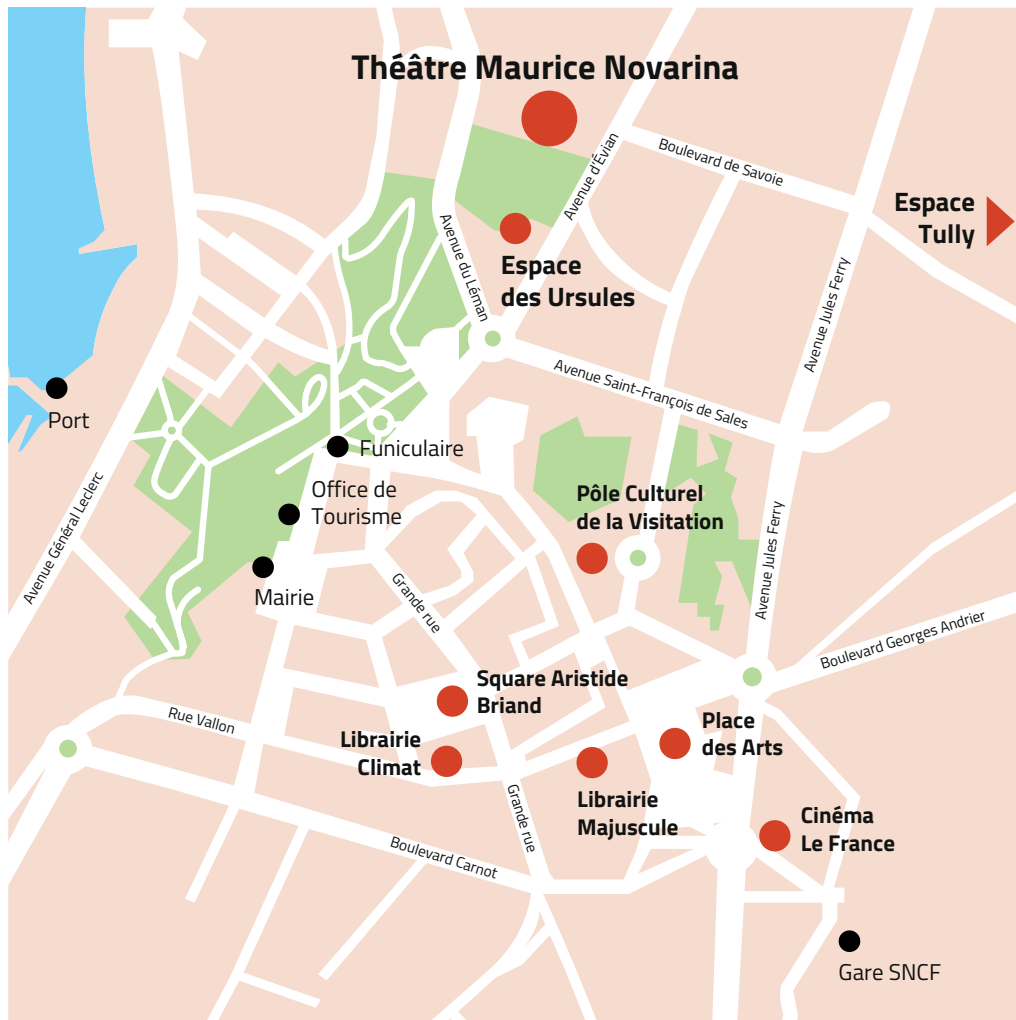 Théâtre Maurice Novarina
Boulevard de Savoie
Avenue d'Évian
Espace
Tully
Avenue du Léman
Espace
des Ursules
Avenue Jules Ferry
Avenue Saint-François de Sales
Port
Funiculaire
Office de
Tourisme
Pôle Culturel
de la Visitation
Avenue Général Leclerc
Avenue Jules Ferry
Mairie
Grande rue
Boulevard Georges Andrier
Square Aristide
Briand
Rue Vallon
Librairie
Climat
Place
des Arts
Librairie
Majuscule
Grande rue
Cinéma
Le France
Boulevard Carnot
Gare SNCF